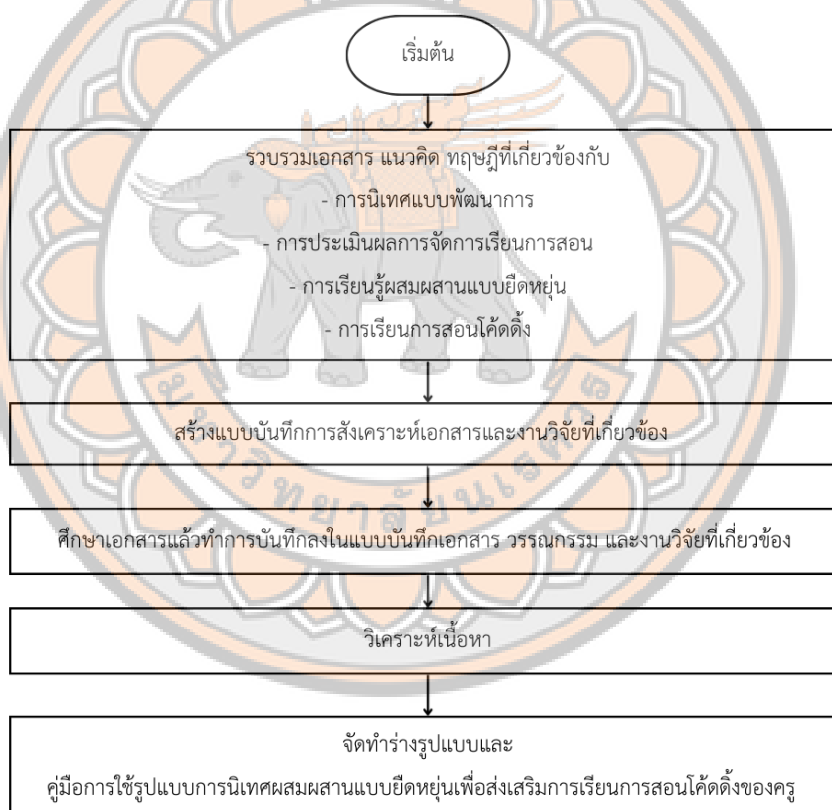 เริ่มต้น
รวบรวมเอกสาร แนวคิด ทฤษฎีที่เกี่ยวข้องกับ
- การนิเทศแบบพัฒนาการ
- การประเมินผลการจัดการเรียนการสอน
- การเรียนรู้ผสมผสานแบบยืดหยุ่น
- การเรียนการสอนโค้ดดิ้ง
สร้างแบบบันทึกการสังเคราะห์เอกสารและงานวิจัยที่เกี่ยวข้อง
ศึกษาเอกสารแล้วทำการบันทึกลงในแบบบันทึกเอกสาร วรรณกรรม และงานวิจัยที่เกี่ยวข้อง
วิเคราะห์เนื้อหา
จัดทำร่างรูปแบบและ
คู่มือการใช้รูปแบบการนิเทศผสมผสานแบบยืดหยุ่นเพื่อส่งเสริมการเรียนการสอนโค้ดดิ้งของครู
มหาวิทยาลัยนเรศวร